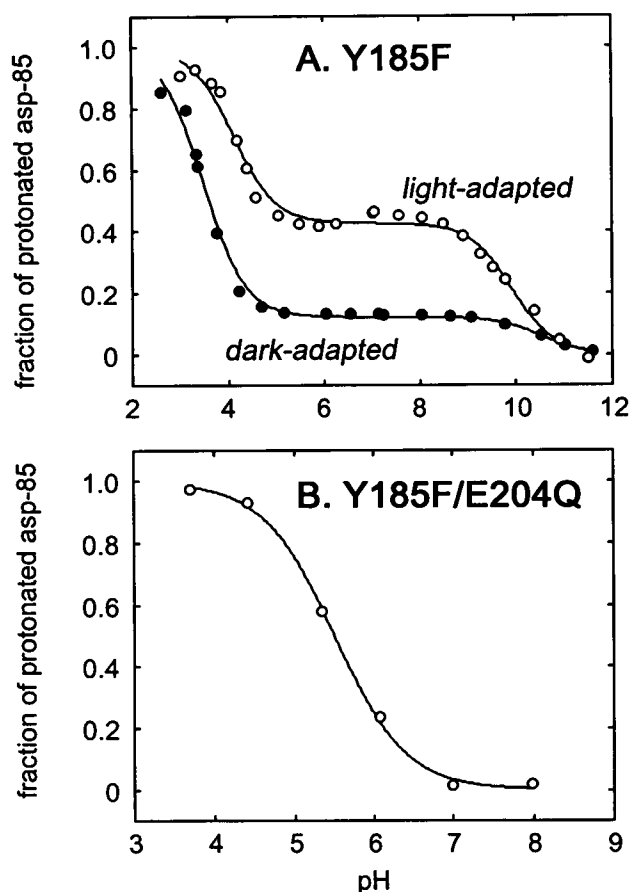 A. Y185F
fraction of protonated asp-85
1.0
0.8
0.6
0.4
0.2
0
light-adapted
dark-adapted
2 4 6 8 10 12
B. Y185F/E204Q
fraction of protonated asp-85
1.0
0.8
0.6
0.4
0.2
0
3 4 5 6 7 8 9
pH